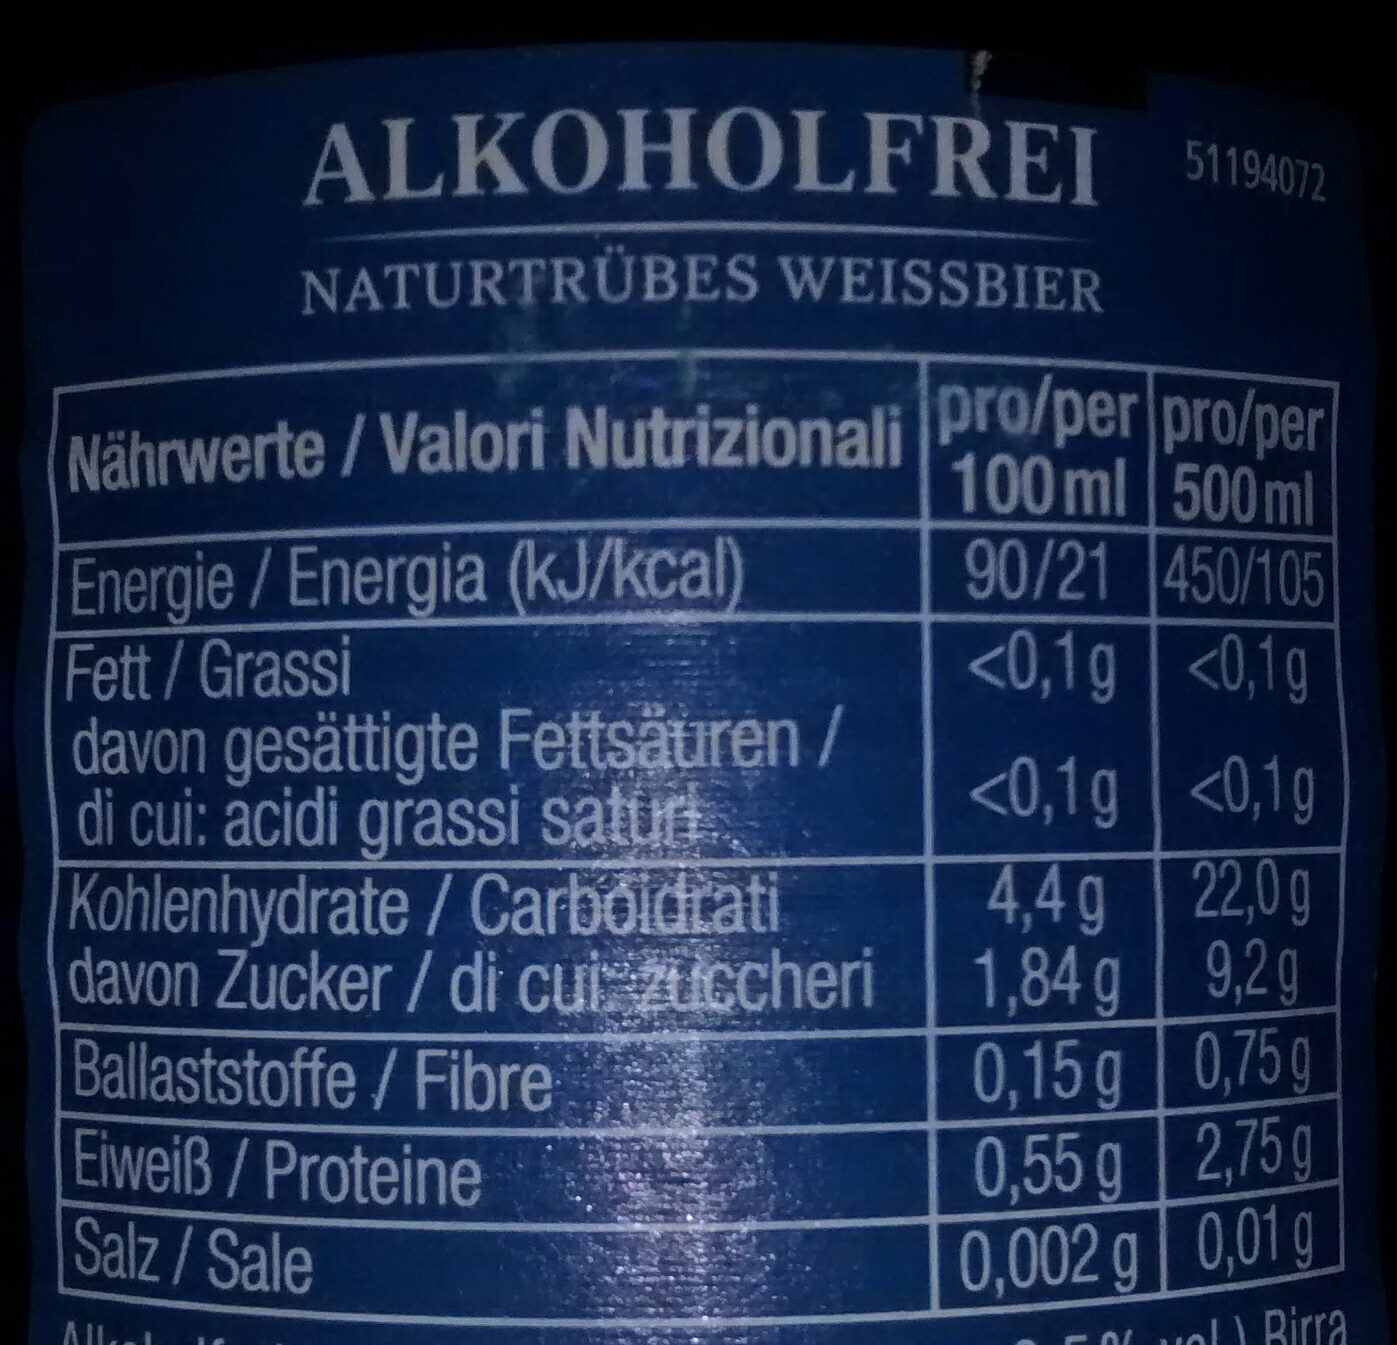 ALKOHOLFREI
51194072
NATURTRÜBES WEISSBIER
Nährwerte / Valori Nutrizionali pro/per 100 ml pro/per 500 ml
Energie / Energia (kJ/kcal) 90/21 450/105
Fett / Grassi <0,1 g <0,1 g
davon gesättigte Fettsäuren /
di cui: acidi grassi saturi <0,1 g <0,1 g
Kohlenhydrate / Carboidrati 4,4 g 22,0 g
davon Zucker / di cui: zuccheri 1,84 g 9,2 g
Ballaststoffe / Fibre 0,15 g 0,75 g
Eiweiß / Proteine 0,55 g 2,75 g
Salz / Sale 0,002 g 0,01 g
vol.) Birra